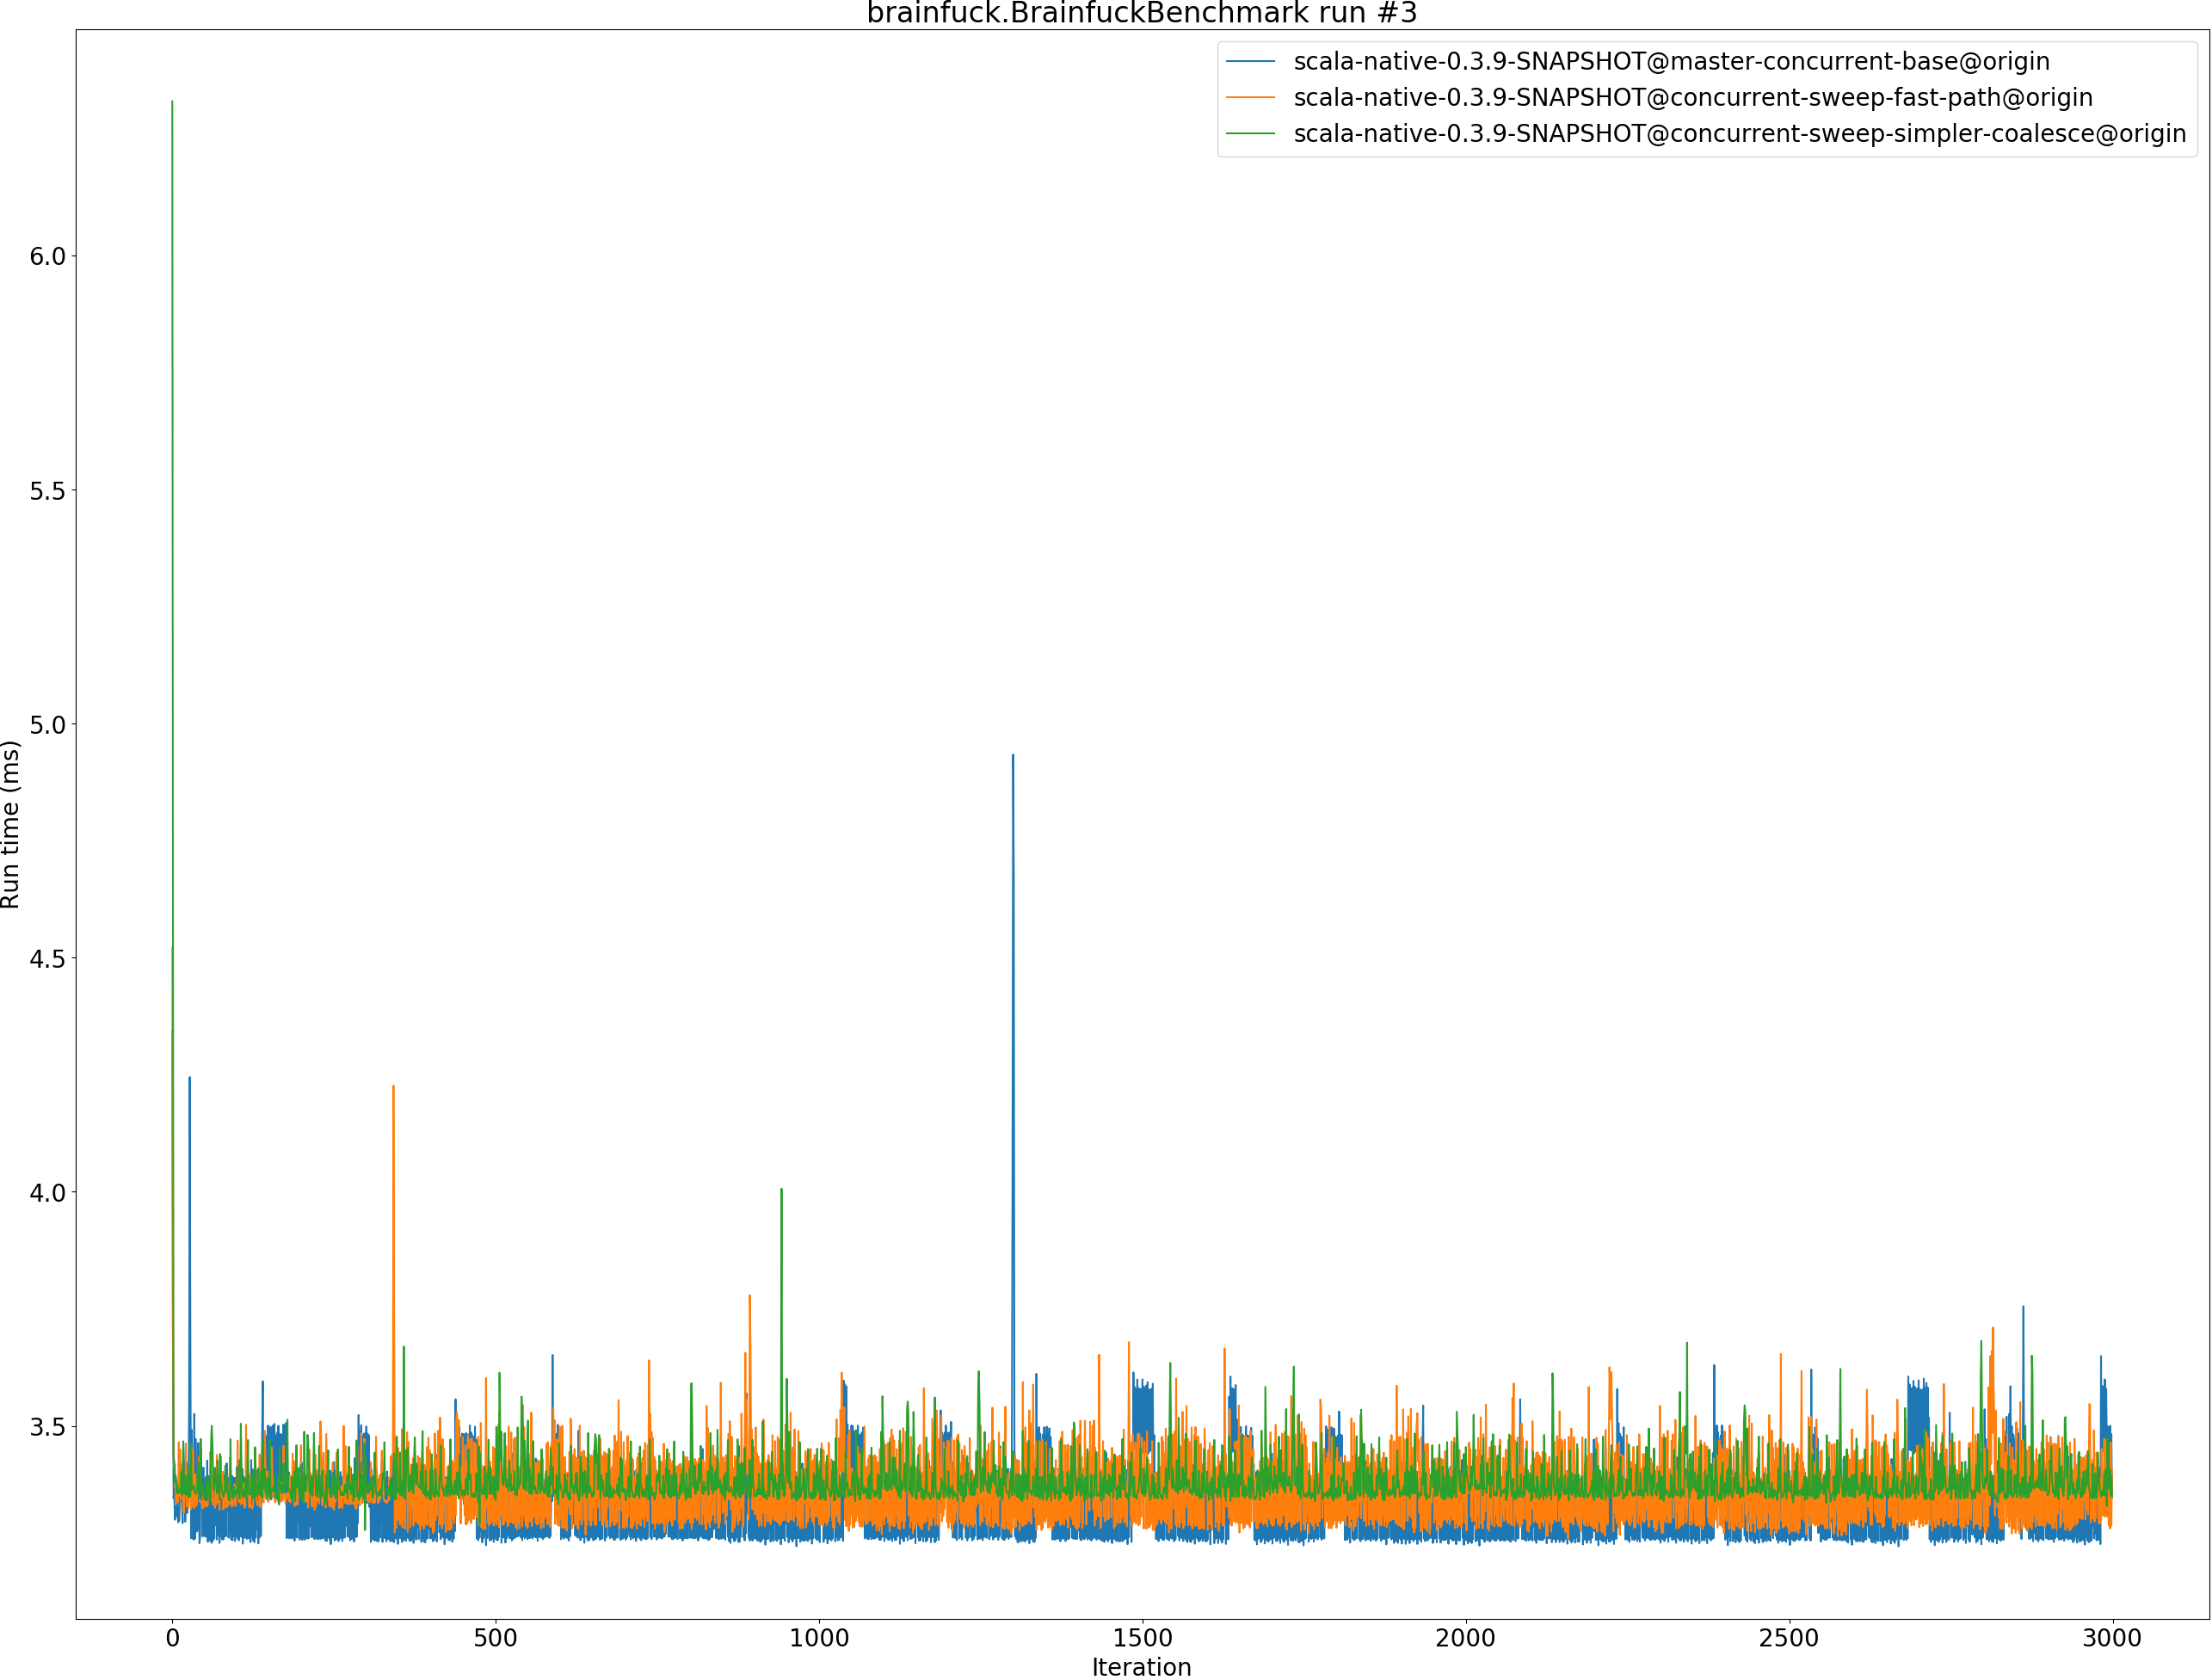 brainfuck.BrainfuckBenchmark run #3
scala-native-0.3.9-SNAPSHOT@master-concurrent-base@origin
scala-native-0.3.9-SNAPSHOT@concurrent-sweep-fast-path@origin
scala-native-0.3.9-SNAPSHOT@concurrent-sweep-simpler-coalesce@origin
6.0
5.5
5.0
4.5
4.0
3.5
Run time (ms)
0 500 1000 1500 2000 2500 3000
Iteration